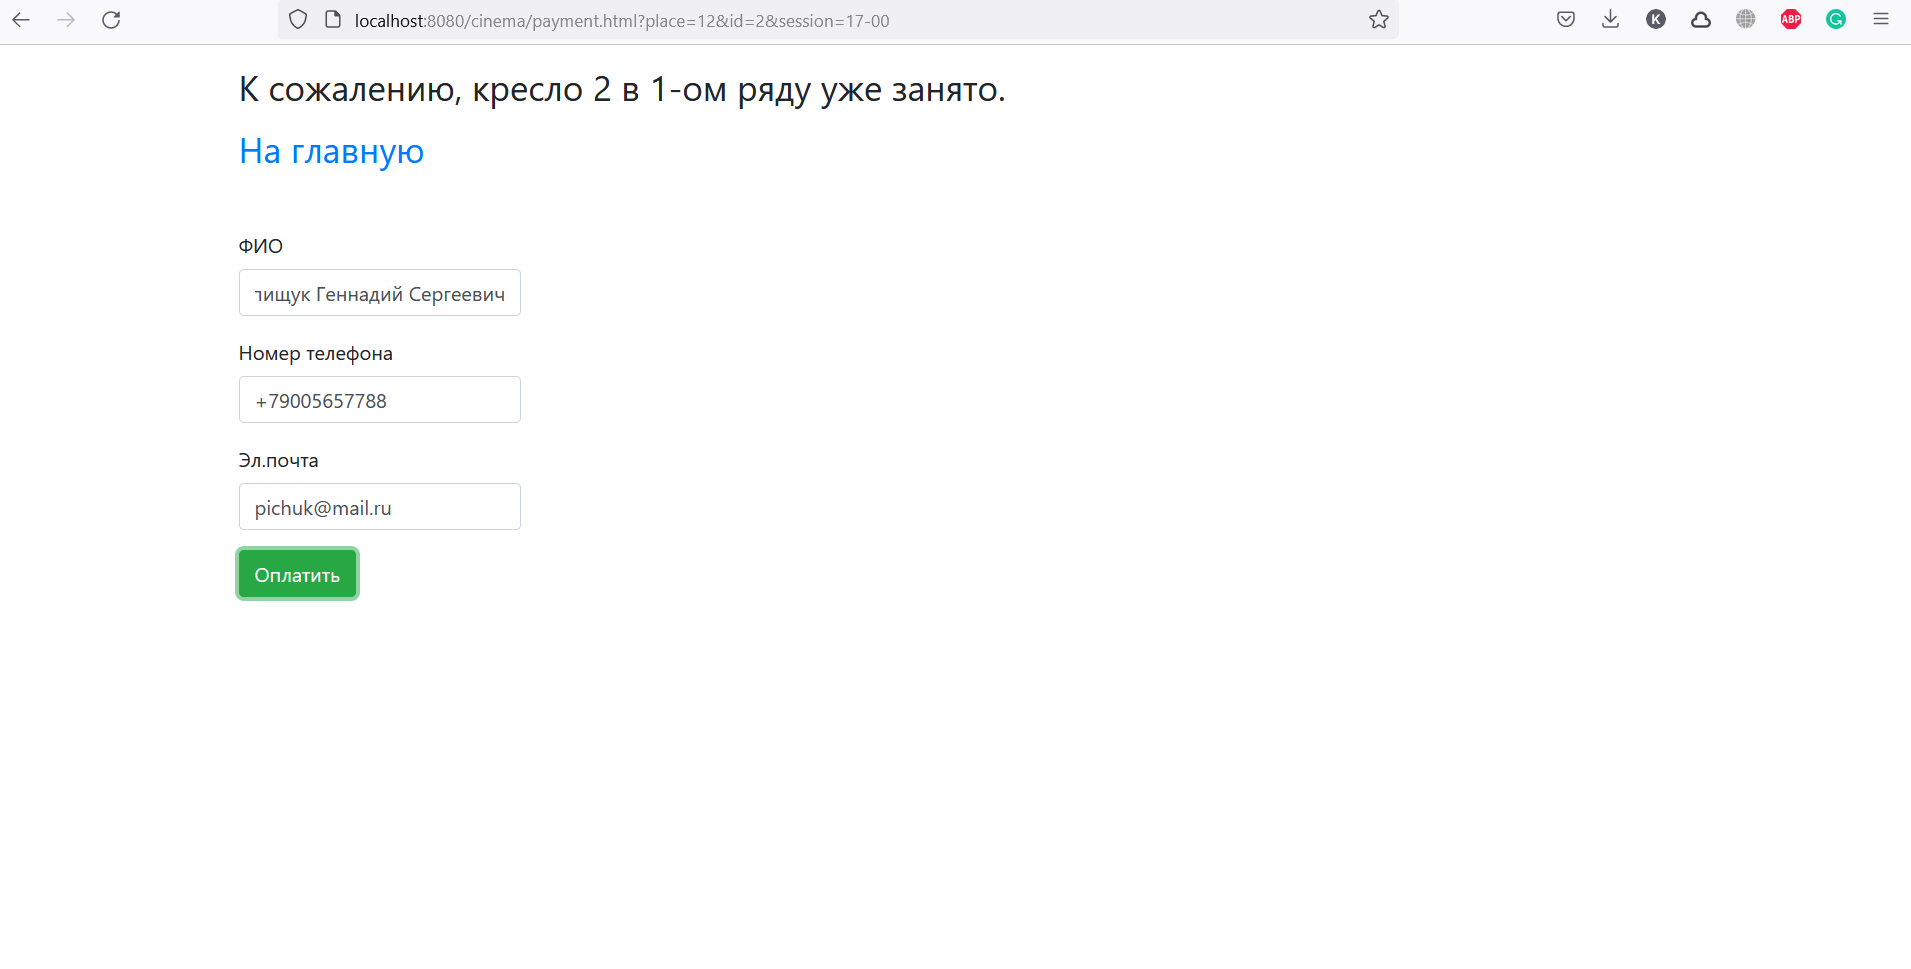 localhost:8080/cinema/payment.html?place=12&id=2&session=17-00
K
ABP
К сожалению, кресло 2 в 1-ом ряду уже занято.
На главную
ФИО
Геннадий Сергеевич
Номер телефона
+79005657788
Эл.почта
pichuk@mail.ru
Оплатить